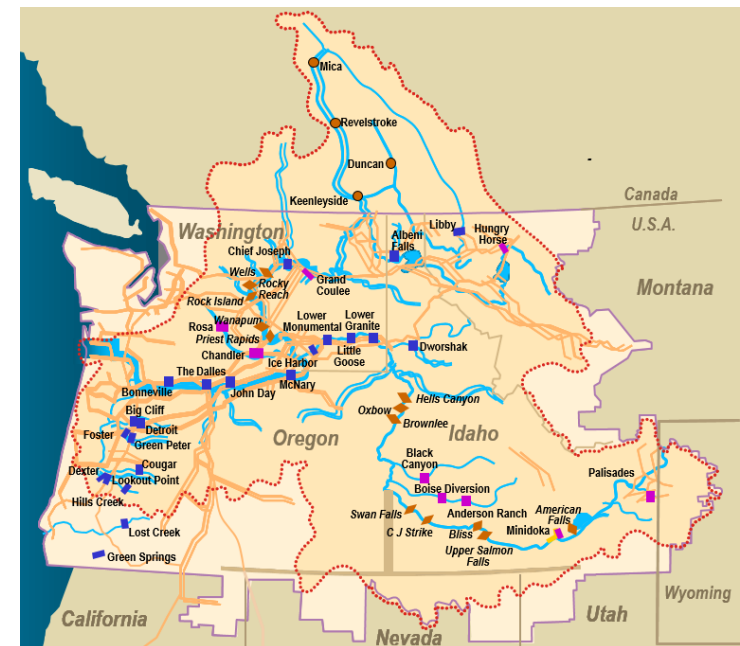 Mica
Revelstroke
Duncan
Keenleyside
Canada
U.S.A.
Washington
Libby
Hungry
Horse
Albeni
Falls
Chief Joseph
Wells
Rocky
Reach
Grand
Coulee
Montana
Rock Island
Wanapum
Rosa
Priest Rapids
Lower
Monumental
Lower
Granite
Chandler
Ice Harbor
Little
Goose
Dworshak
The Dalles
McNary
Bonneville
John Day
Hells Canyon
Big Cliff
Oxbow
Detroit
Brownlee
Foster
Green Peter
Oregon
Idaho
Black
Canyon
Cougar
Dexter
Lookout Point
Palisades
Boise Diversion
Hills Creek
Swan Falls
Anderson Ranch
American
Falls
Lost Creek
C J Strike
Bliss
Minidoka
Upper Salmon
Falls
Green Springs
Wyoming
California
Utah
Nevada